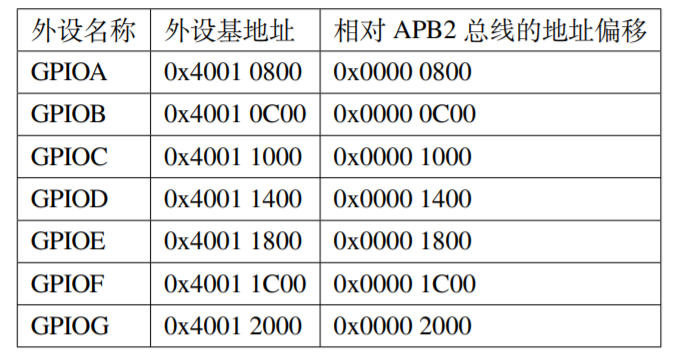 外设名称 外设基地址 相对 APB2 总线的地址偏移
GPIOA 0x4001 0800 0x0000 0800
GPIOB 0x4001 0C00 0x0000 0C00
GPIOC 0x4001 1000 0x0000 1000
GPIOD 0x4001 1400 0x0000 1400
GPIOE 0x4001 1800 0x0000 1800
GPIOF 0x4001 1C00 0x0000 1C00
GPIOG 0x4001 2000 0x0000 2000